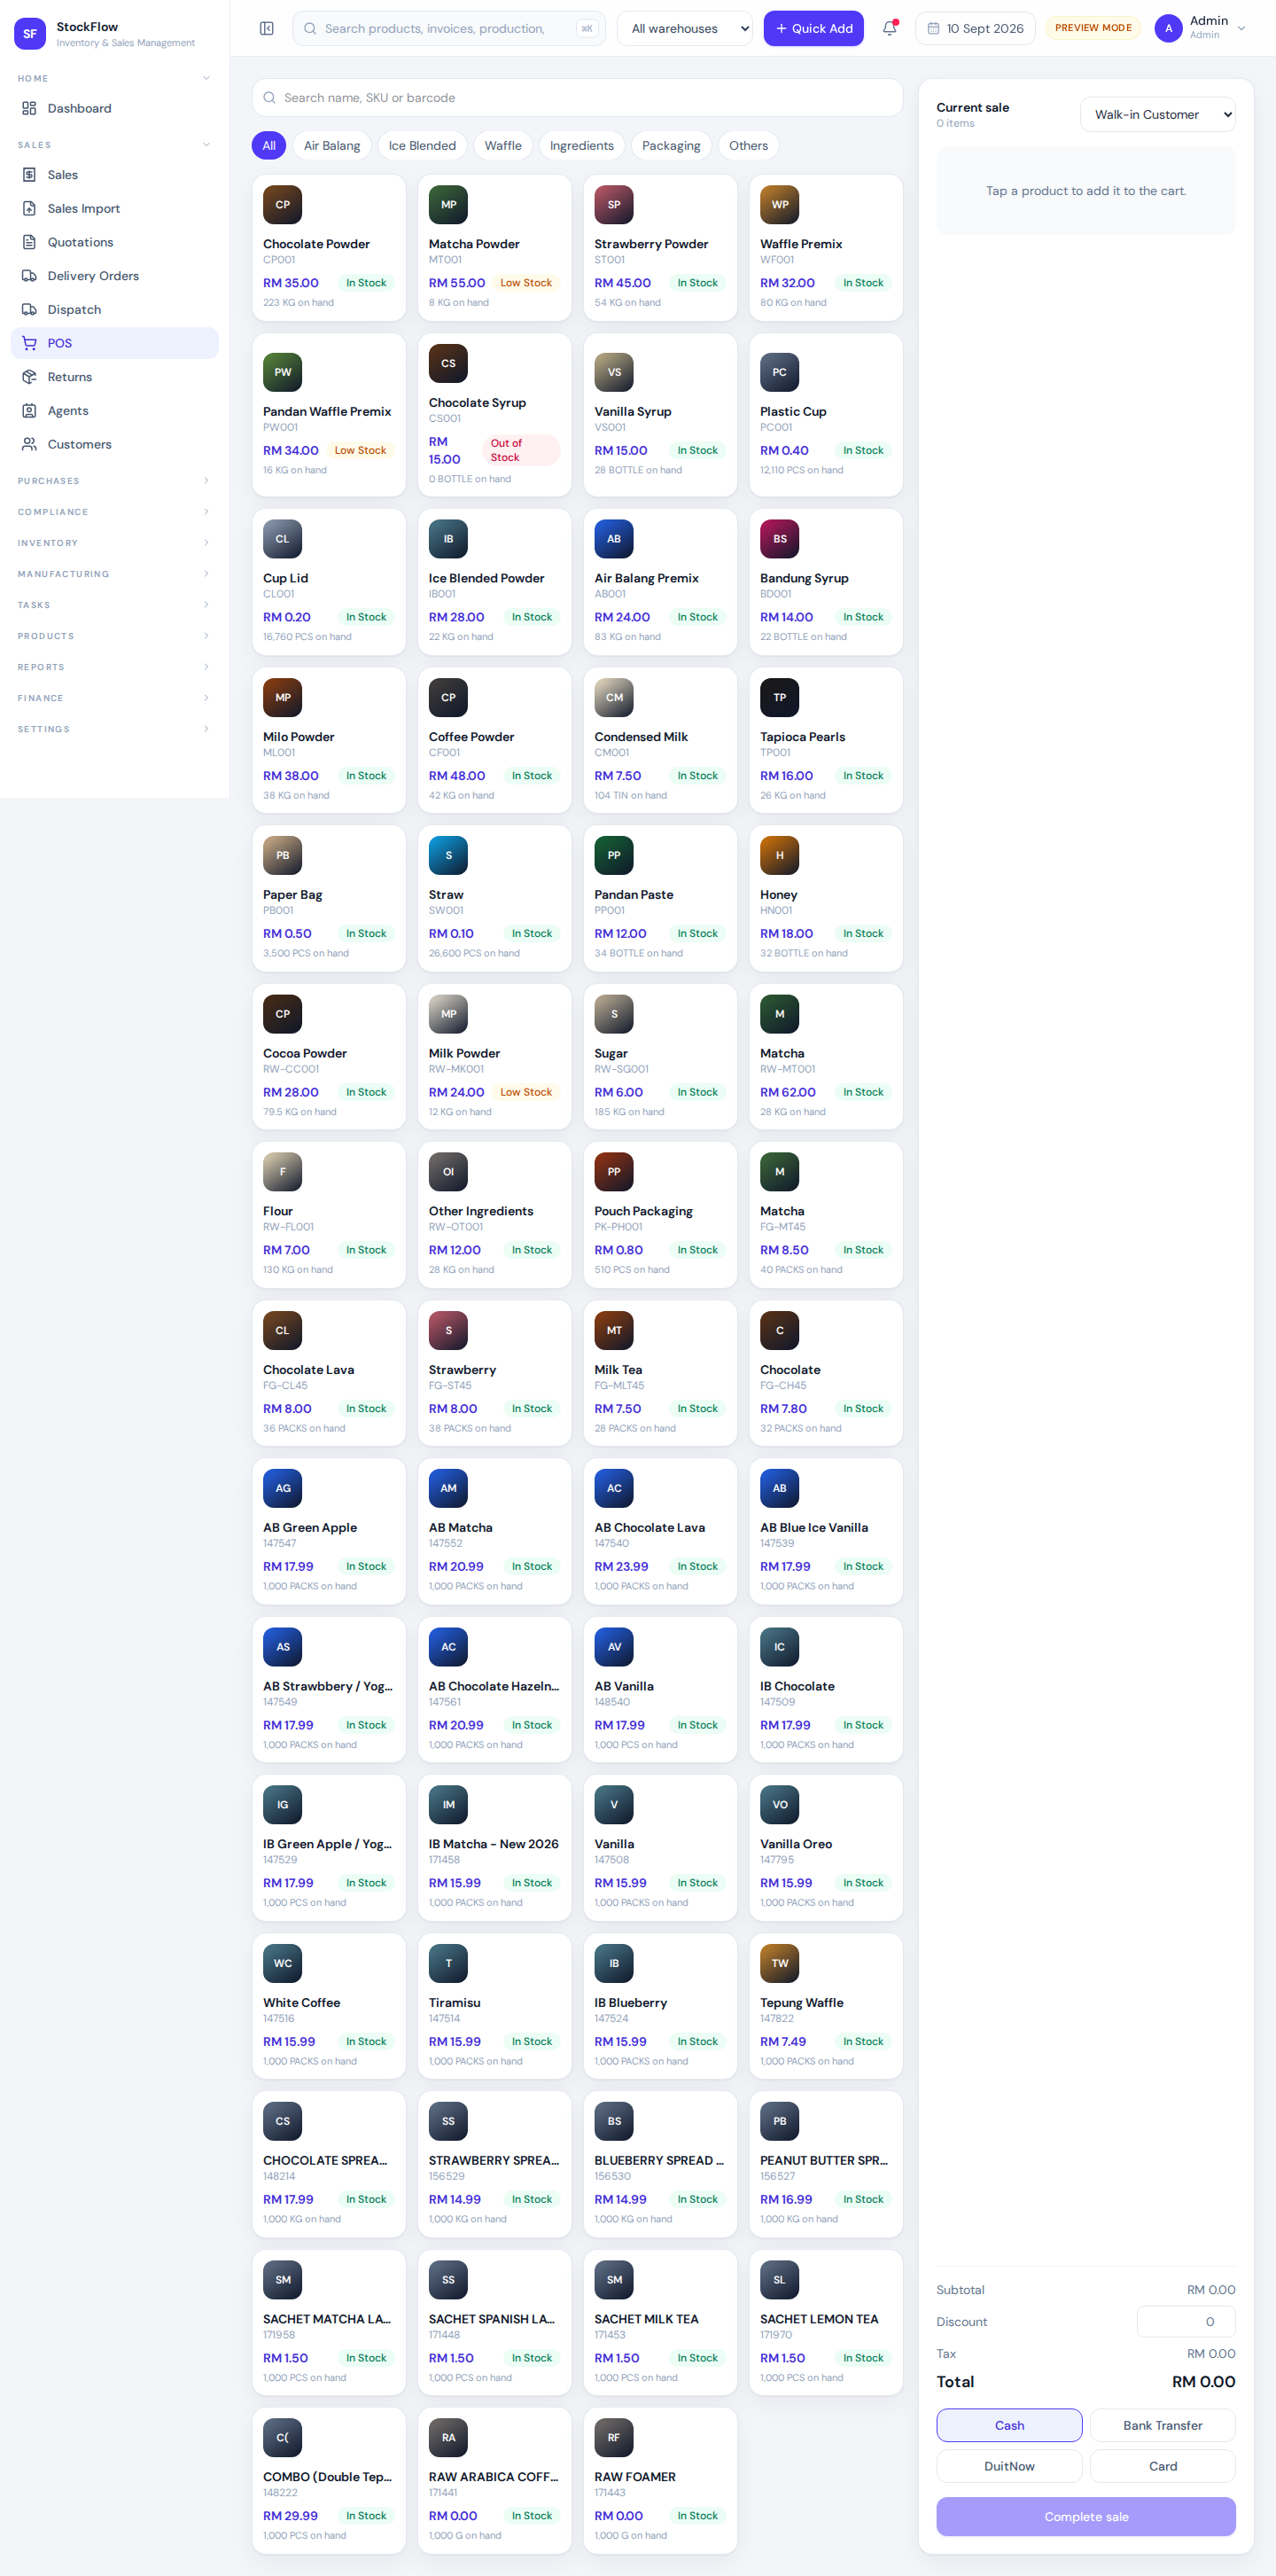 SF
StockFlow
Inventory & Sales Management
HOME
Dashboard
SALES
Sales
Sales Import
Quotations
Delivery Orders
Dispatch
POS
Returns
Agents
Customers
PURCHASES
COMPLIANCE
INVENTORY
MANUFACTURING
TASKS
PRODUCTS
REPORTS
FINANCE
SETTINGS
Search products, invoices, production,
⌘K
All warehouses
+ Quick Add
10 Sept 2026
PREVIEW MODE
A
Admin
Admin
Search name, SKU or barcode
All Air Balang Ice Blended Waffle Ingredients Packaging Others
CP MP SP WP
Chocolate Powder Matcha Powder Strawberry Powder Waffle Premix
CP001 MT001 ST001 WF001
RM 35.00 In Stock RM 55.00 Low Stock RM 45.00 In Stock RM 32.00 In Stock
223 KG on hand 8 KG on hand 54 KG on hand 80 KG on hand
PW CS VS PC
Pandan Waffle Premix Chocolate Syrup Vanilla Syrup Plastic Cup
PW001 CS001 VS001 PC001
RM 34.00 Low Stock RM 15.00 Out of Stock RM 15.00 In Stock RM 0.40 In Stock
16 KG on hand 0 BOTTLE on hand 28 BOTTLE on hand 12,110 PCS on hand
CL IB AB BS
Cup Lid Ice Blended Powder Air Balang Premix Bandung Syrup
CL001 IB001 AB001 BD001
RM 0.20 In Stock RM 28.00 In Stock RM 24.00 In Stock RM 14.00 In Stock
16,760 PCS on hand 22 KG on hand 83 KG on hand 22 BOTTLE on hand
MP CP CM TP
Milo Powder Coffee Powder Condensed Milk Tapioca Pearls
ML001 CF001 CM001 TP001
RM 38.00 In Stock RM 48.00 In Stock RM 7.50 In Stock RM 16.00 In Stock
38 KG on hand 42 KG on hand 104 TIN on hand 26 KG on hand
PB S PP H
Paper Bag Straw Pandan Paste Honey
PB001 SW001 PP001 HN001
RM 0.50 In Stock RM 0.10 In Stock RM 12.00 In Stock RM 18.00 In Stock
3,500 PCS on hand 26,600 PCS on hand 34 BOTTLE on hand 32 BOTTLE on hand
CP MP S M
Cocoa Powder Milk Powder Sugar Matcha
RW-CC001 RW-MK001 RW-SG001 RW-MT001
RM 28.00 In Stock RM 24.00 Low Stock RM 6.00 In Stock RM 62.00 In Stock
79.5 KG on hand 12 KG on hand 185 KG on hand 28 KG on hand
F OI PP M
Flour Other Ingredients Pouch Packaging Matcha
RW-FL001 RW-OT001 PK-PH001 FG-MT45
RM 7.00 In Stock RM 12.00 In Stock RM 0.80 In Stock RM 8.50 In Stock
130 KG on hand 28 KG on hand 510 PCS on hand 40 PACKS on hand
CL S MT C
Chocolate Lava Strawberry Milk Tea Chocolate
FG-CL45 FG-ST45 FG-MLT45 FG-CH45
RM 8.00 In Stock RM 8.00 In Stock RM 7.50 In Stock RM 7.80 In Stock
36 PACKS on hand 38 PACKS on hand 28 PACKS on hand 32 PACKS on hand
AG AM AC AB
AB Green Apple AB Matcha AB Chocolate Lava AB Blue Ice Vanilla
147547 147552 147540 147539
RM 17.99 In Stock RM 20.99 In Stock RM 23.99 In Stock RM 17.99 In Stock
1,000 PACKS on hand 1,000 PACKS on hand 1,000 PACKS on hand 1,000 PACKS on hand
AS AC AV IC
AB Strawbbery / Yog... AB Chocolate Hazeln... AB Vanilla IB Chocolate
147549 147561 148540 147509
RM 17.99 In Stock RM 20.99 In Stock RM 17.99 In Stock RM 17.99 In Stock
1,000 PACKS on hand 1,000 PACKS on hand 1,000 PCS on hand 1,000 PACKS on hand
IG IM V VO
IB Green Apple / Yog... IB Matcha - New 2026 Vanilla Vanilla Oreo
147529 171458 147508 147795
RM 17.99 In Stock RM 15.99 In Stock RM 15.99 In Stock RM 15.99 In Stock
1,000 PCS on hand 1,000 PACKS on hand 1,000 PACKS on hand 1,000 PACKS on hand
WC T IB TW
White Coffee Tiramisu IB Blueberry Tepung Waffle
147516 147514 147524 147822
RM 15.99 In Stock RM 15.99 In Stock RM 15.99 In Stock RM 7.49 In Stock
1,000 PACKS on hand 1,000 PACKS on hand 1,000 PACKS on hand 1,000 PACKS on hand
CS SS BS PB
CHOCOLATE SPREA... STRAWBERRY SPREA... BLUEBERRY SPREAD ... PEANUT BUTTER SPR...
148214 156529 156530 156527
RM 17.99 In Stock RM 14.99 In Stock RM 14.99 In Stock RM 16.99 In Stock
1,000 KG on hand 1,000 KG on hand 1,000 KG on hand 1,000 KG on hand
SM SS SM SL
SACHET MATCHA LA... SACHET SPANISH LA... SACHET MILK TEA SACHET LEMON TEA
171958 171448 171453 171970
RM 1.50 In Stock RM 1.50 In Stock RM 1.50 In Stock RM 1.50 In Stock
1,000 PCS on hand 1,000 PCS on hand 1,000 PCS on hand 1,000 PCS on hand
C( RA RF
COMBO (Double Tep... RAW ARABICA COFF... RAW FOAMER
148222 171441 171443
RM 29.99 In Stock RM 0.00 In Stock RM 0.00 In Stock
1,000 PCS on hand 1,000 G on hand 1,000 G on hand
Current sale
0 items
Walk-in Customer
Tap a product to add it to the cart.
Subtotal RM 0.00
Discount 0
Tax RM 0.00
Total RM 0.00
Cash Bank Transfer
DuitNow Card
Complete sale